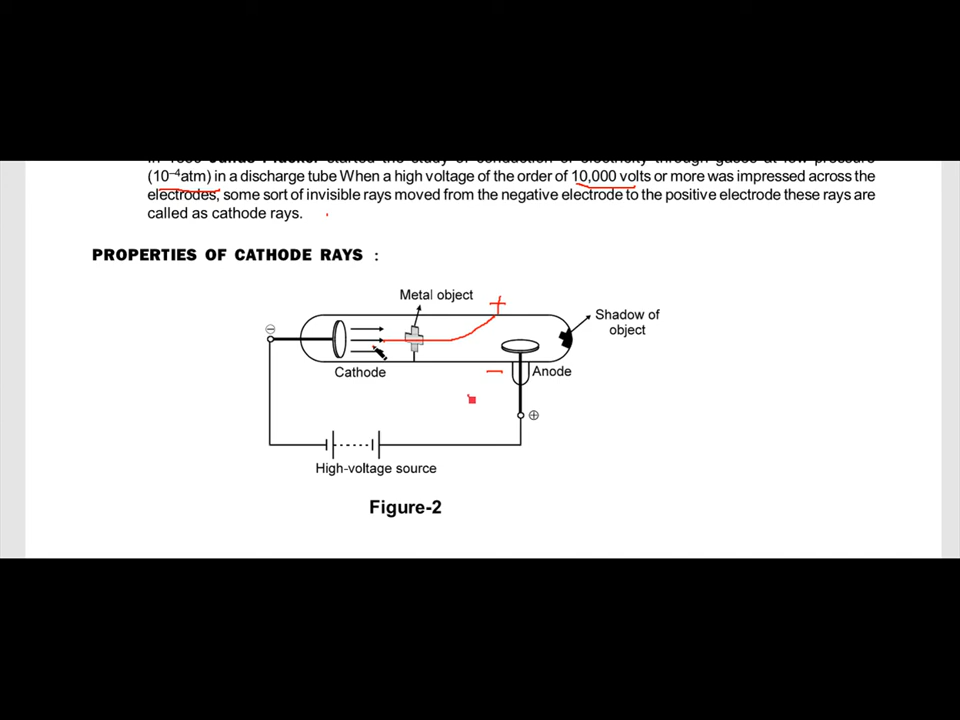 (10⁻⁴atm) in a discharge tube When a high voltage of the order of 10,000 volts or more was impressed across the
electrodes, some sort of invisible rays moved from the negative electrode to the positive electrode these rays are
called as cathode rays.
PROPERTIES OF CATHODE RAYS :
Metal object
Shadow of
object
⊖
+
Cathode
−
Anode
⊕
High-voltage source
Figure-2